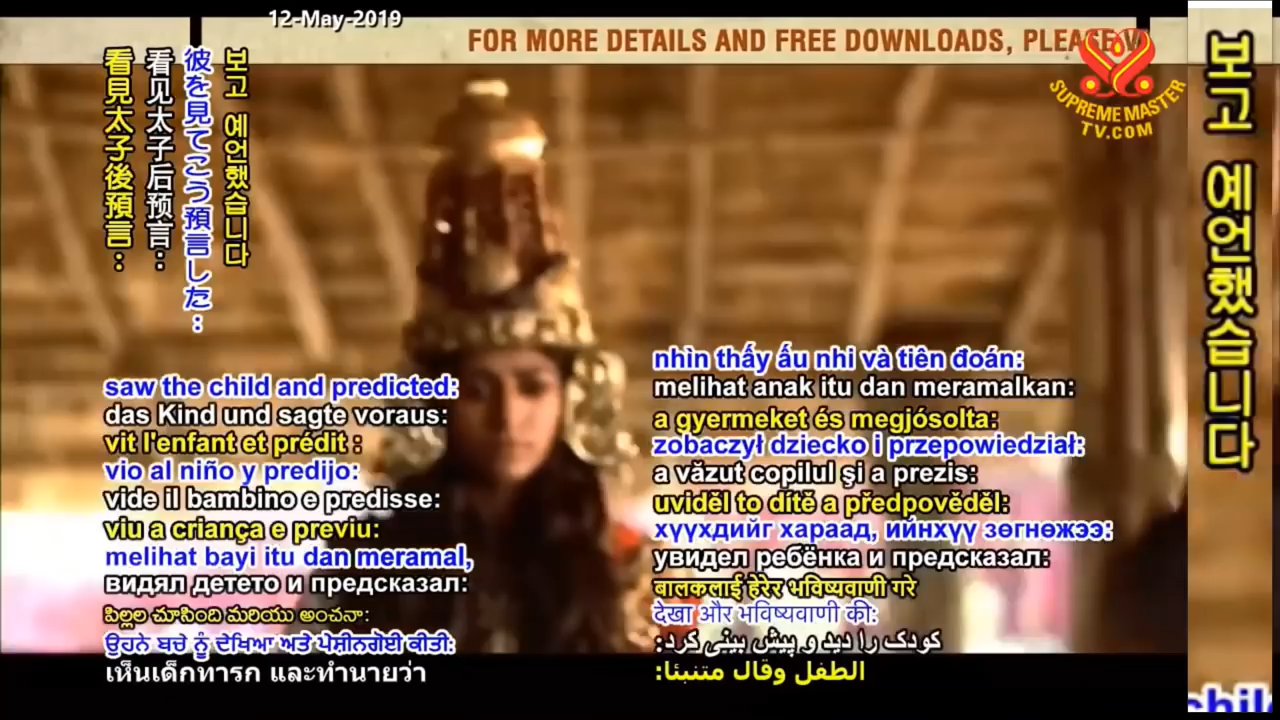 12-May-2019
FOR MORE DETAILS AND FREE DOWNLOADS, PLEASE
SUPREME MASTER
TV.COM
보고 예언했습니다
彼を見てこう預言した：
看见太子后预言：
看見太子後預言：
saw the child and predicted:
das Kind und sagte voraus:
vit l'enfant et prédit :
vio al niño y predijo:
vide il bambino e predisse:
viu a criança e previu:
melihat bayi itu dan meramal,
видял детето и предсказал:
పిల్లల చూసింది మరియు అంచనా:
ਉਹਨੇ ਬਚੇ ਨੂੰ ਦੇਖਿਆ ਅਤੇ ਪੇਸ਼ੀਨਗੋਈ ਕੀਤੀ:
เห็นเด็กทารก และทำนายว่า
nhìn thấy ấu nhi và tiên đoán:
melihat anak itu dan meramalkan:
a gyermeket és megjósolta:
zobaczył dziecko i przepowiedział:
a văzut copilul şi a prezis:
uviděl to dítě a předpověděl:
хүүхдийг хараад, ийнхүү зөгнөжээ:
увидел ребёнка и предсказал:
बालकलाई हेरेर भविष्यवाणी गरे
देखा और भविष्यवाणी की:
کودک را دید و پیش بینی کرد:
الطفل وقال متنبئا:
보고 예언했습니다